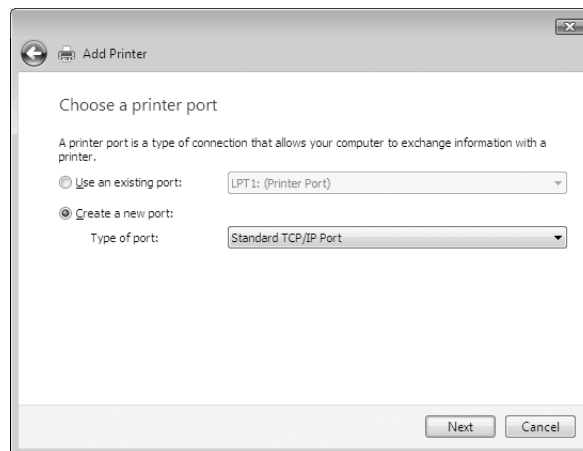 Add Printer
Choose a printer port
A printer port is a type of connection that allows your computer to exchange information with a
printer.
Use an existing port:
LPT1: (Printer Port)
Create a new port:
Type of port:
Standard TCP/IP Port
Next
Cancel